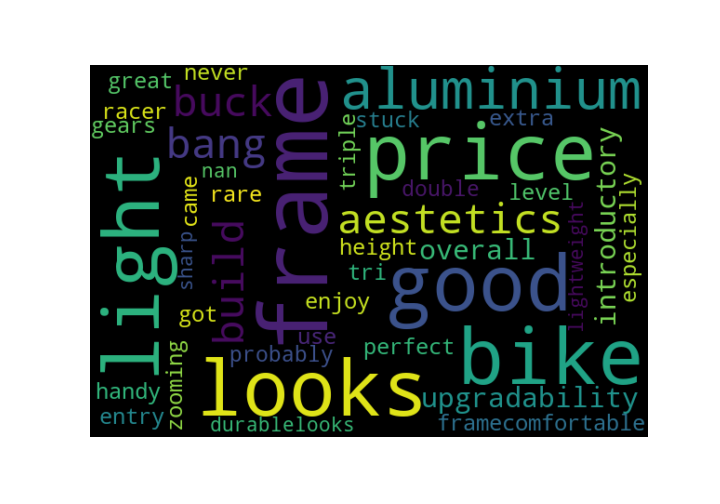 never
great
buck
aluminium
racer
gears
stuck
extra
bang
frame
triple
price
nan
double
level
light
came
rare
aestetics
introductory
especially
lightweight
sharp
build
height
overall
tri
good
got
enjoy
use
probably
perfect
bike
zooming
looks
handy
upgradability
entry
durablelooks
framecomfortable